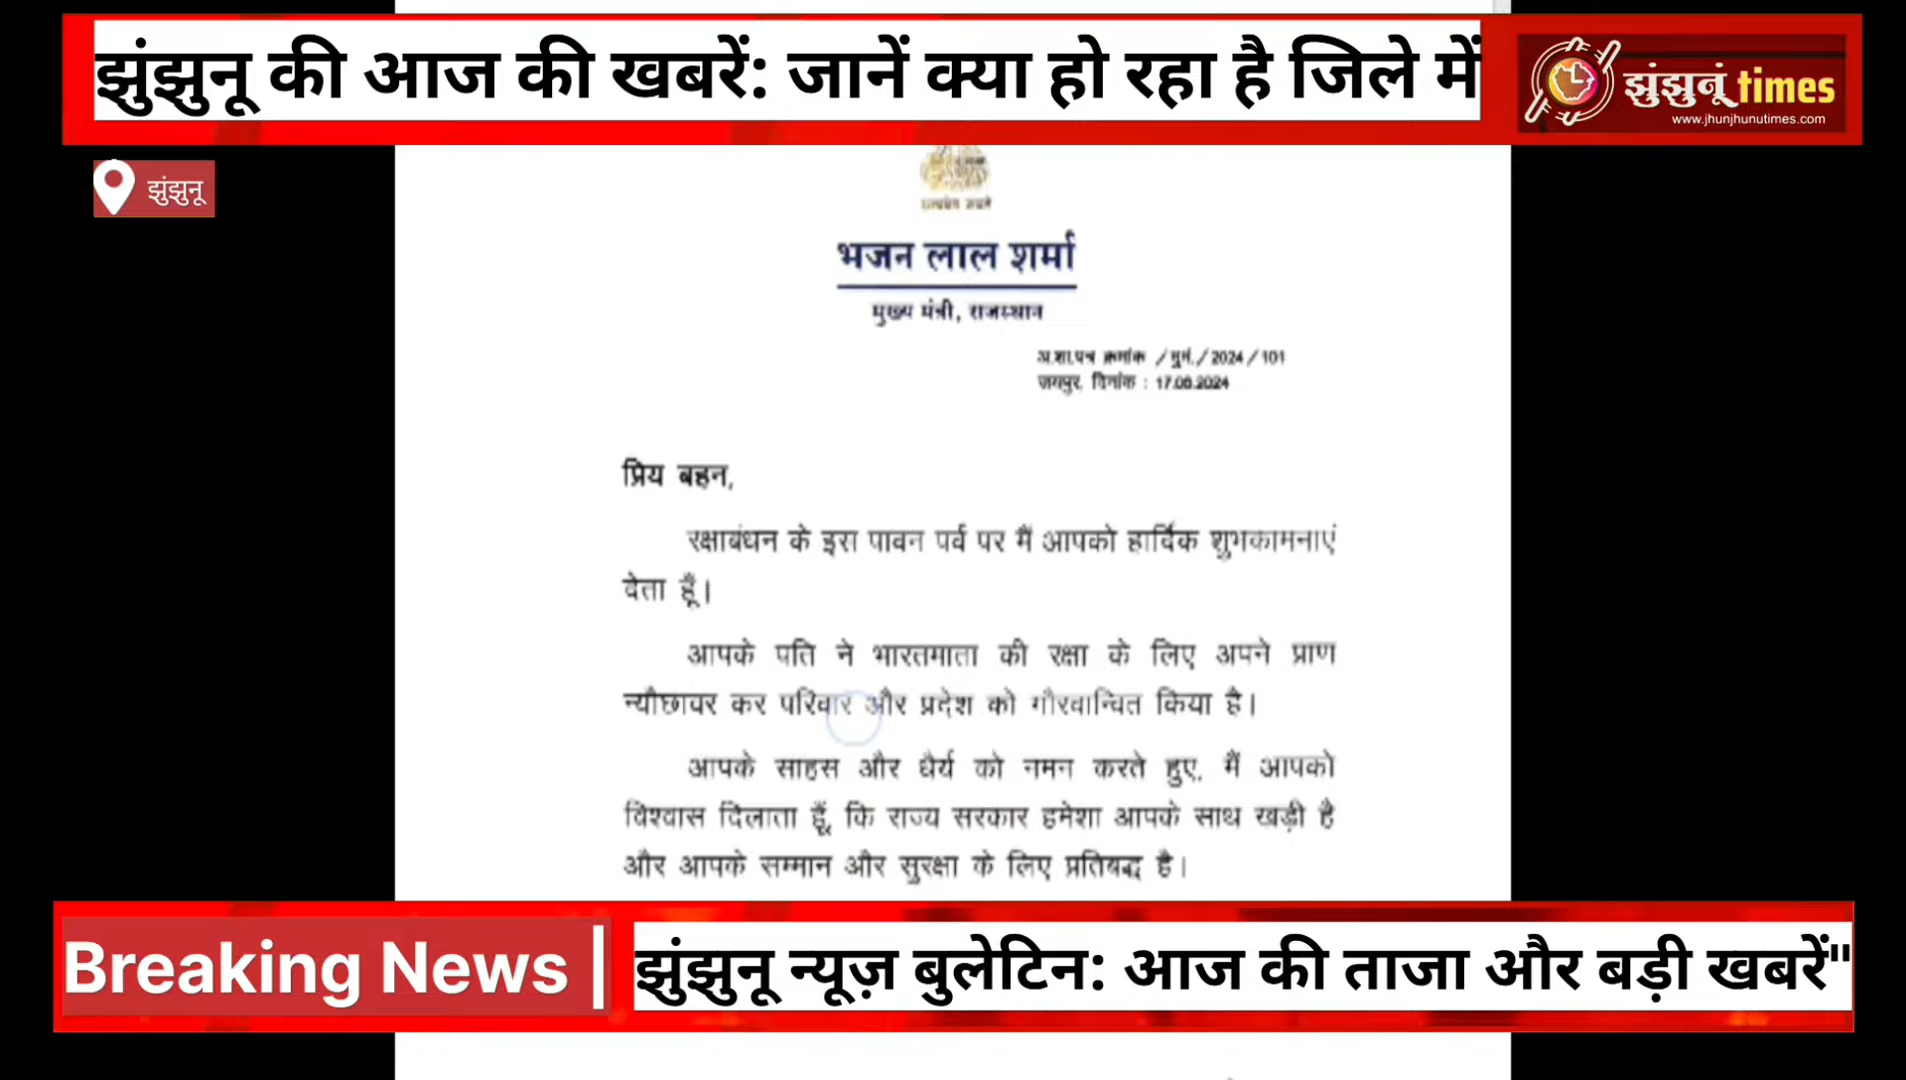 झुंझुनू की आज की खबरें: जानें क्या हो रहा है जिले में
झुंझुनूं times
www.jhunjhunutimes.com
झुंझुनू
भजन लाल शर्मा
मुख्य मंत्री, राजस्थान
अ.शा.पत्र क्रमांक /मुमं./2024/101
जयपुर, दिनांक : 17.08.2024
प्रिय बहन,
रक्षाबंधन के इस पावन पर्व पर मैं आपको हार्दिक शुभकामनाएं
देता हूँ।
आपके पति ने भारतमाता की रक्षा के लिए अपने प्राण
न्यौछावर कर परिवार और प्रदेश को गौरवान्वित किया है।
आपके साहस और धैर्य को नमन करते हुए, मैं आपको
विश्वास दिलाता हूँ, कि राज्य सरकार हमेशा आपके साथ खड़ी है
और आपके सम्मान और सुरक्षा के लिए प्रतिबद्ध है।
Breaking News |
झुंझुनू न्यूज़ बुलेटिन: आज की ताजा और बड़ी खबरें"